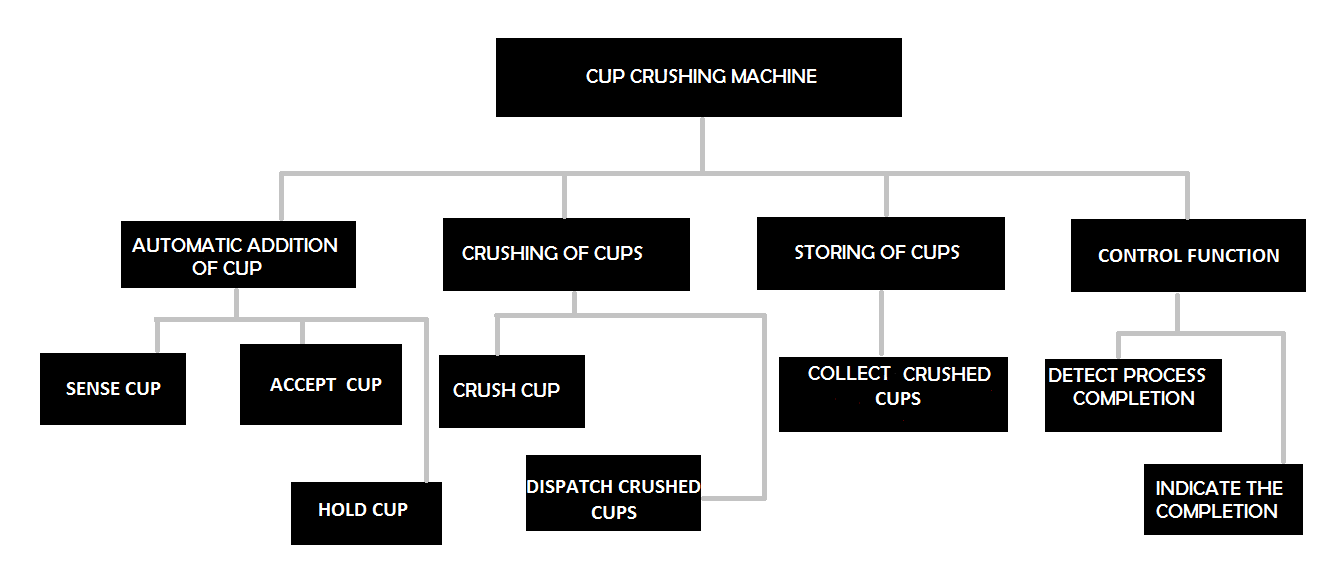 CUP CRUSHING MACHINE
AUTOMATIC ADDITION
OF CUP
CRUSHING OF CUPS
STORING OF CUPS
CONTROL FUNCTION
SENSE CUP
ACCEPT CUP
HOLD CUP
CRUSH CUP
DISPATCH CRUSHED
CUPS
COLLECT CRUSHED
CUPS
DETECT PROCESS
COMPLETION
INDICATE THE
COMPLETION